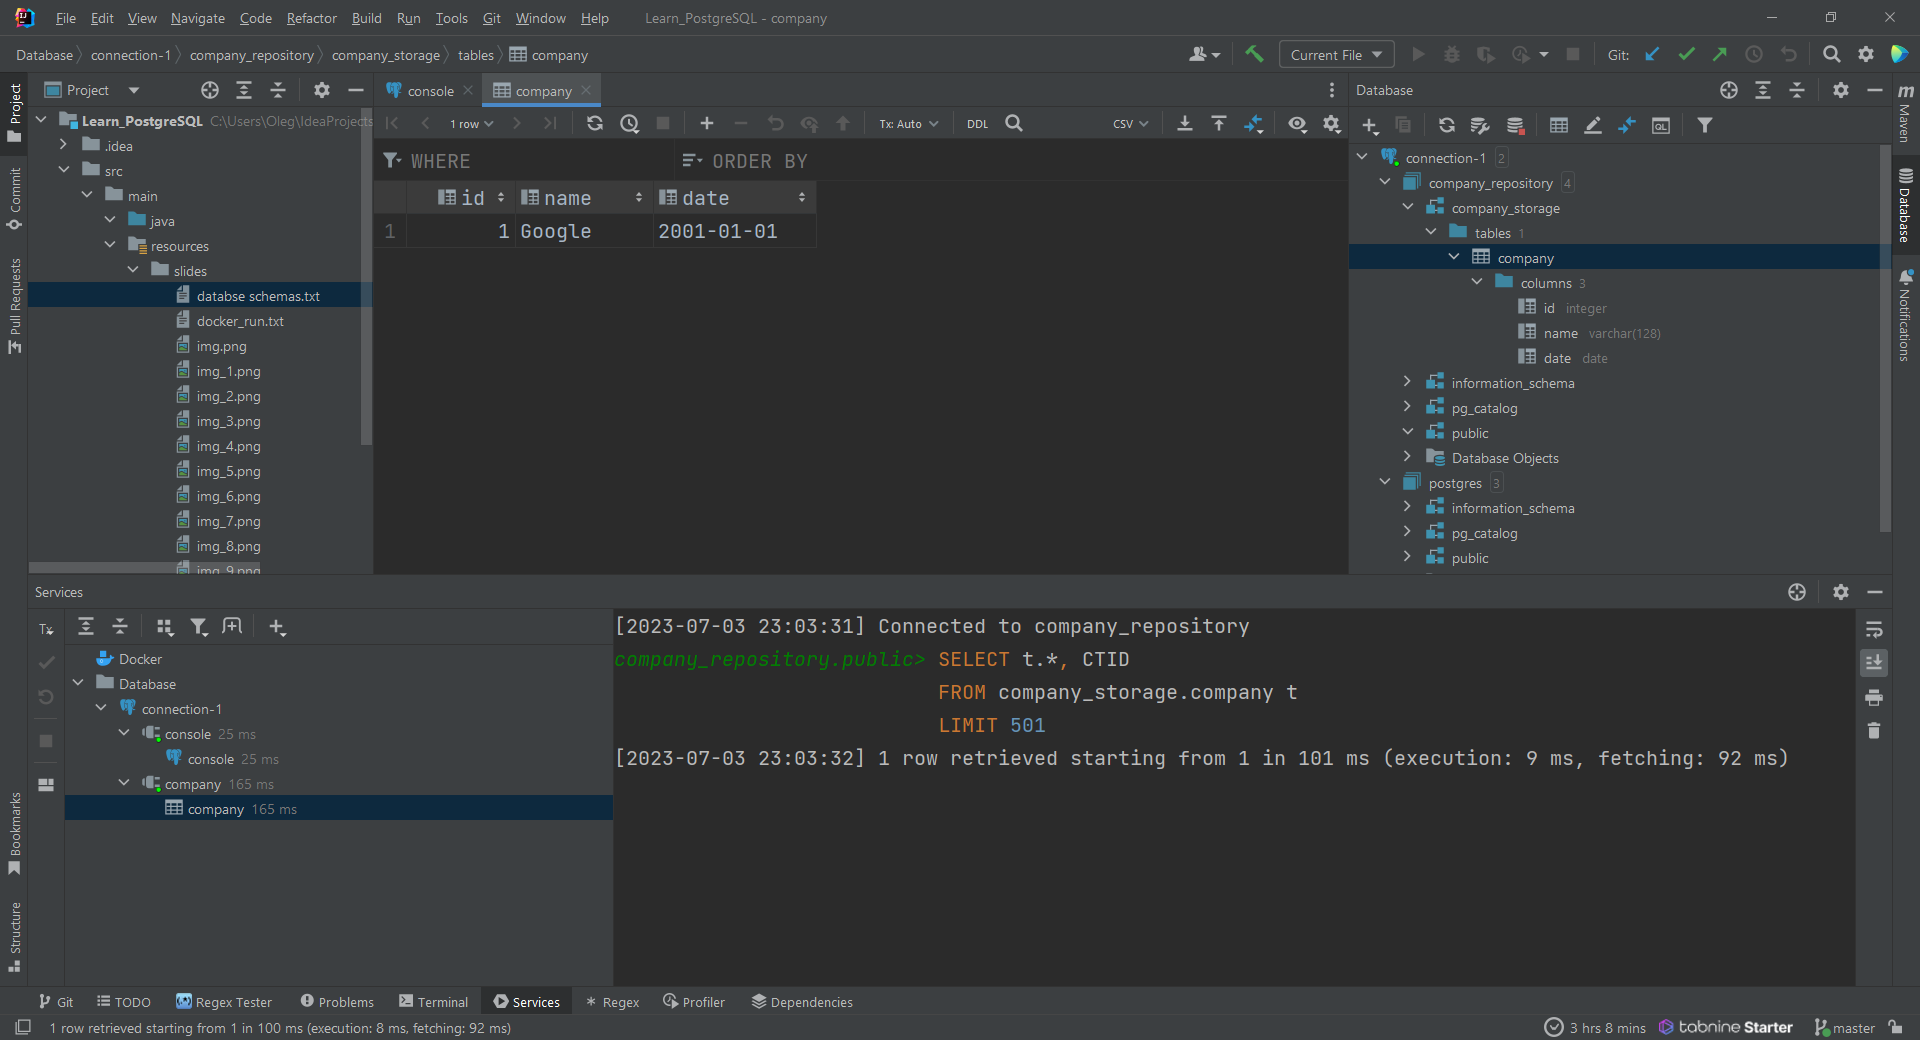 File Edit View Navigate Code Refactor Build Run Tools Git Window Help Learn_PostgreSQL - company
Database connection-1 company_repository company_storage tables company Current File Git:
Project
console company
Database
1 row Tx: Auto DDL CSV
WHERE ORDER BY
id name date
1 1 Google 2001-01-01
Learn_PostgreSQL C:\Users\Oleg\IdeaProjects
.idea
src
main
java
resources
slides
databse schemas.txt
docker_run.txt
img.png
img_1.png
img_2.png
img_3.png
img_4.png
img_5.png
img_6.png
img_7.png
img_8.png
img_9.png
connection-1 2
company_repository 4
company_storage
tables 1
company
columns 3
id integer
name varchar(128)
date date
information_schema
pg_catalog
public
Database Objects
postgres 3
information_schema
pg_catalog
public
Project
Commit
Pull Requests
Bookmarks
Structure
Maven
Database
Notifications
Services
Tx
Docker
Database
connection-1
console 25 ms
console 25 ms
company 165 ms
company 165 ms
[2023-07-03 23:03:31] Connected to company_repository
company_repository.public> SELECT t.*, CTID
FROM company_storage.company t
LIMIT 501
[2023-07-03 23:03:32] 1 row retrieved starting from 1 in 101 ms (execution: 9 ms, fetching: 92 ms)
Git TODO Regex Tester Problems Terminal Services Regex Profiler Dependencies
1 row retrieved starting from 1 in 100 ms (execution: 8 ms, fetching: 92 ms) 3 hrs 8 mins tabnine Starter master